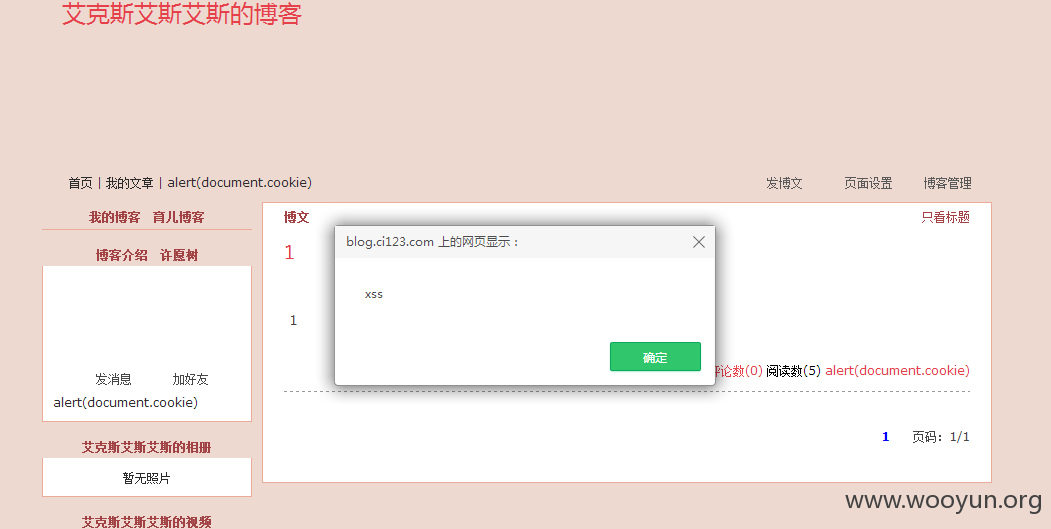 艾克斯艾斯艾斯的博客
首页 | 我的文章 | alert(document.cookie)
发博文 页面设置 博客管理
我的博客 育儿博客
博客介绍 许愿树
发消息 加好友
alert(document.cookie)
艾克斯艾斯艾斯的相册
暂无照片
艾克斯艾斯艾斯的视频
博文 只看标题
1
1
blog.ci123.com 上的网页显示：
xss
确定
评论数(0) 阅读数(5) alert(document.cookie)
1 页码：1/1
www.wooyun.org